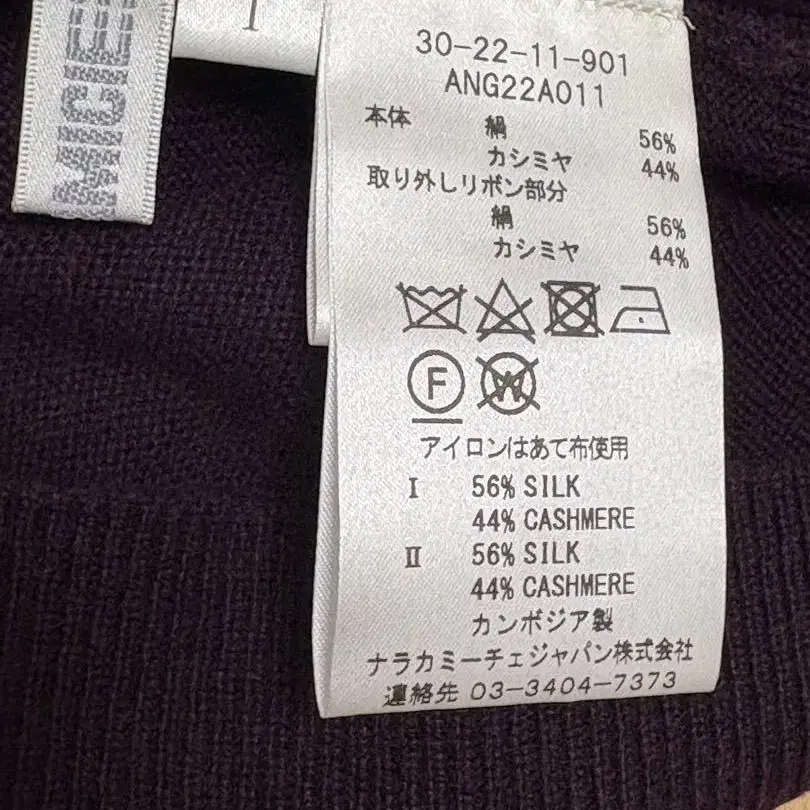 MICIE
I
30-22-11-901
ANG22A011
本体 絹 56%
カシミヤ 44%
取り外しリボン部分
絹 56%
カシミヤ 44%
F W
アイロンはあて布使用
I 56% SILK
44% CASHMERE
II 56% SILK
44% CASHMERE
カンボジア製
ナラカミーチェジャパン株式会社
連絡先 03-3404-7373